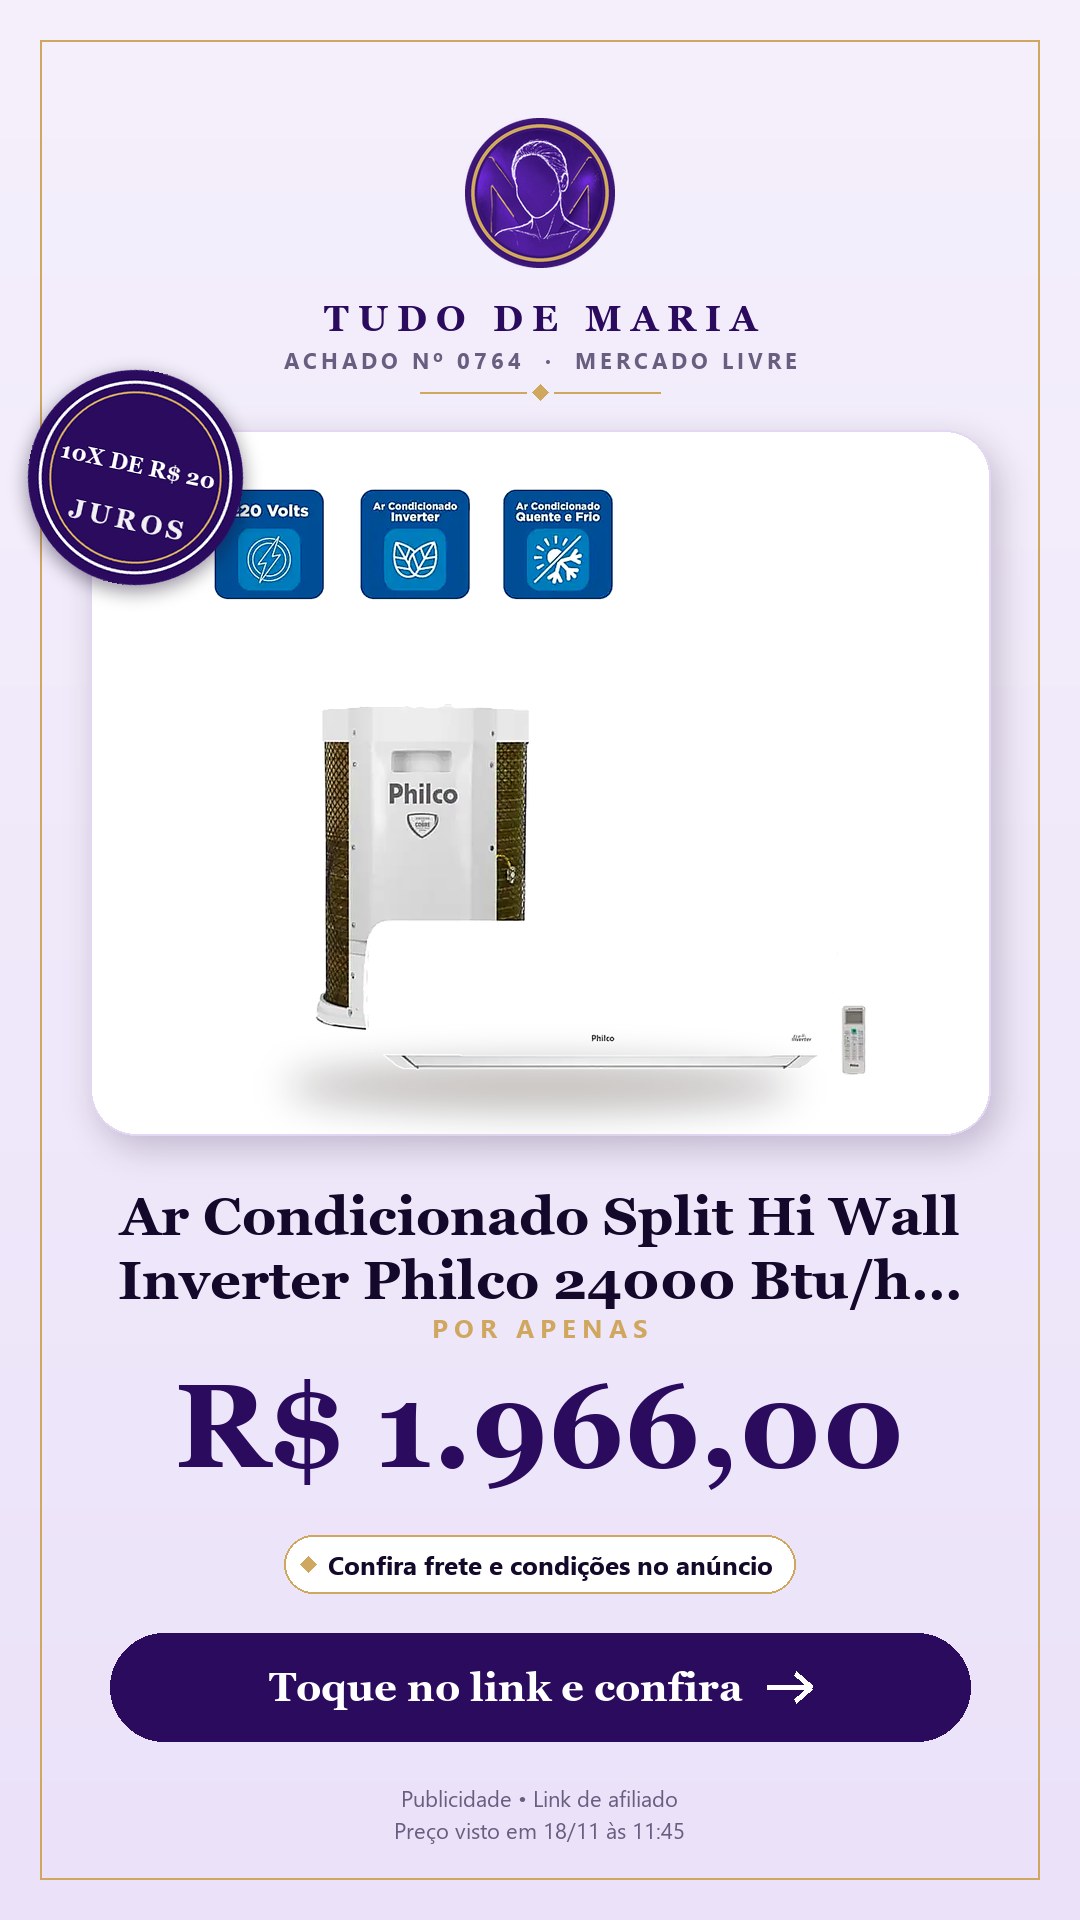 TUDO DE MARIA
ACHADO Nº 0764 · MERCADO LIVRE
10X DE R$ 20
JUROS
20 Volts
Ar Condicionado
Inverter
Ar Condicionado
Quente e Frio
Philco
COBRE
Philco
Inverter
Philco
Ar Condicionado Split Hi Wall
Inverter Philco 24000 Btu/h...
POR APENAS
R$ 1.966,00
Confira frete e condições no anúncio
Toque no link e confira →
Publicidade • Link de afiliado
Preço visto em 18/11 às 11:45